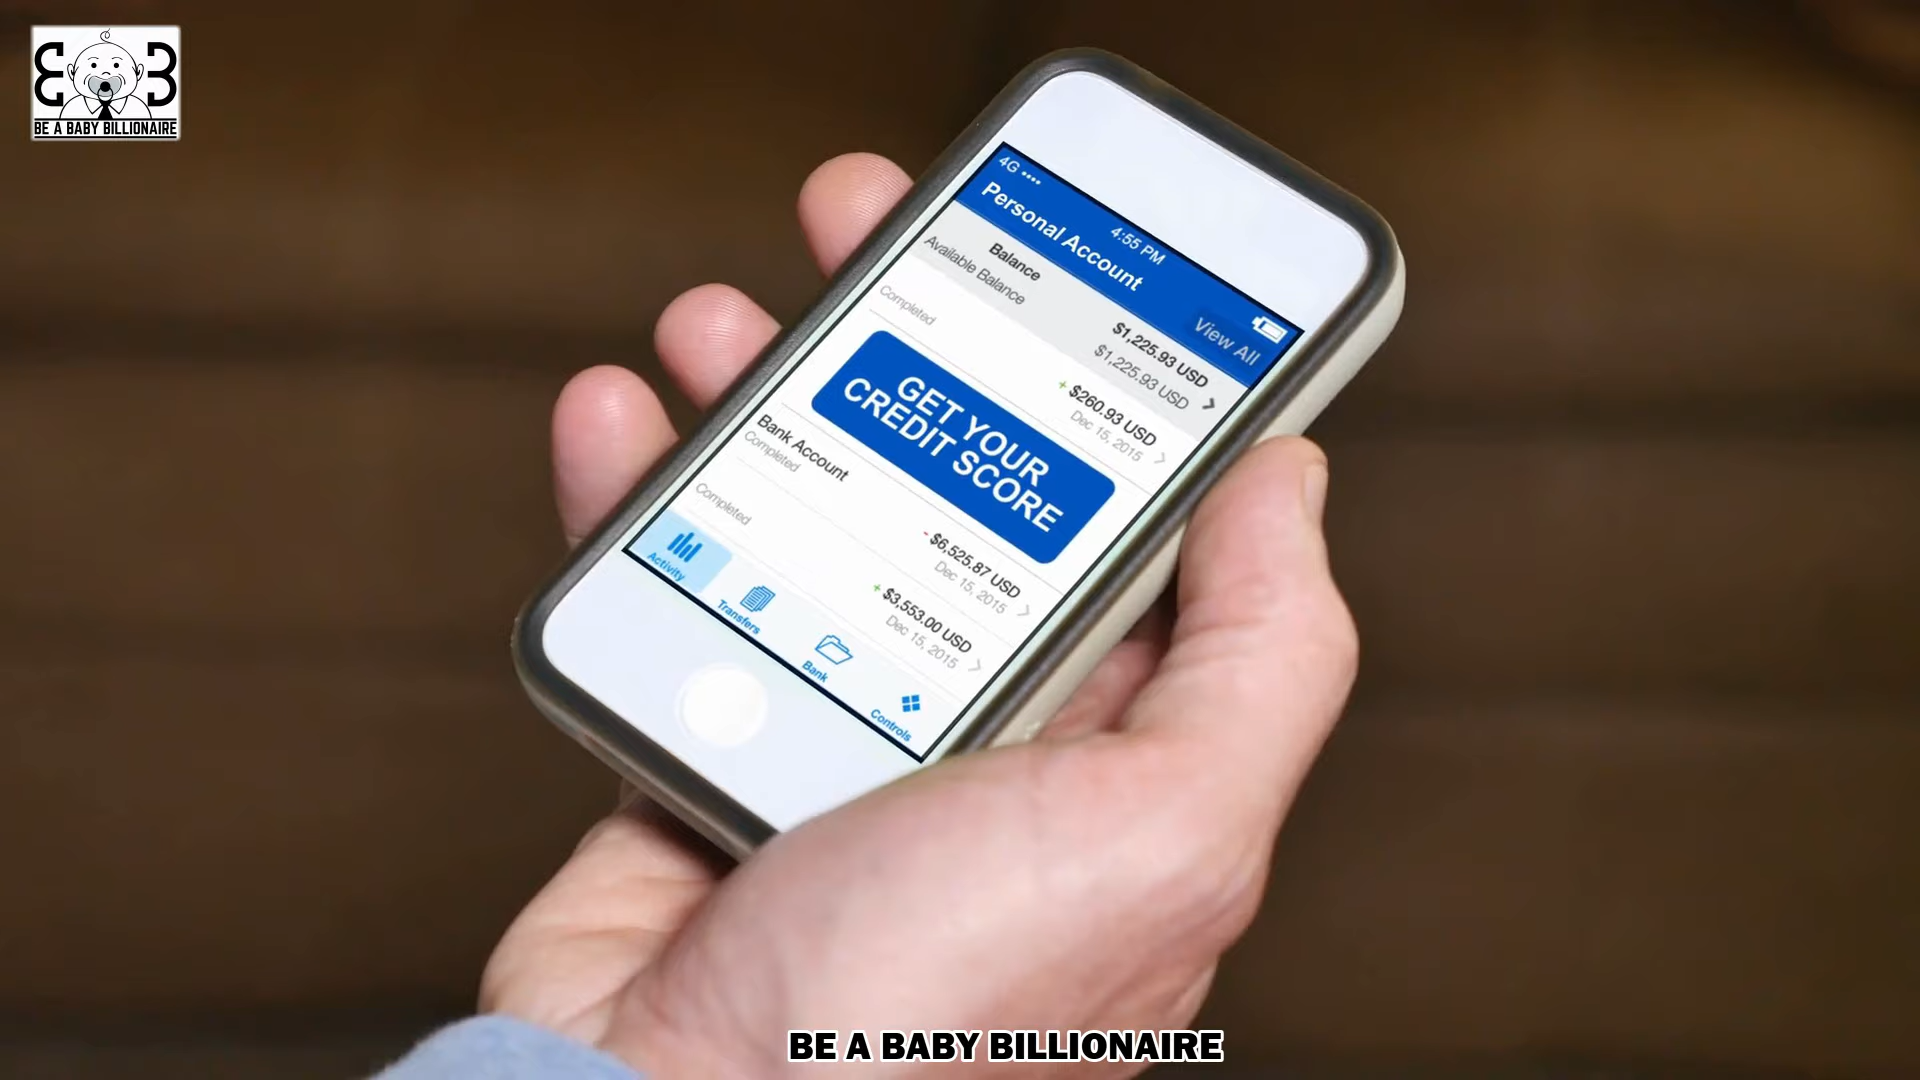 BE A BABY BILLIONAIRE
4G
4:55 PM
Personal Account
View All
Balance
$1,225.93 USD
Available Balance
$1,225.93 USD
+ $260.93 USD
Completed
Dec 15, 2015
GET YOUR
CREDIT SCORE
Bank Account
- $6,525.87 USD
Completed
Dec 15, 2015
+ $3,553.00 USD
Completed
Dec 15, 2015
Activity
Transfers
Bank
Controls
BE A BABY BILLIONAIRE